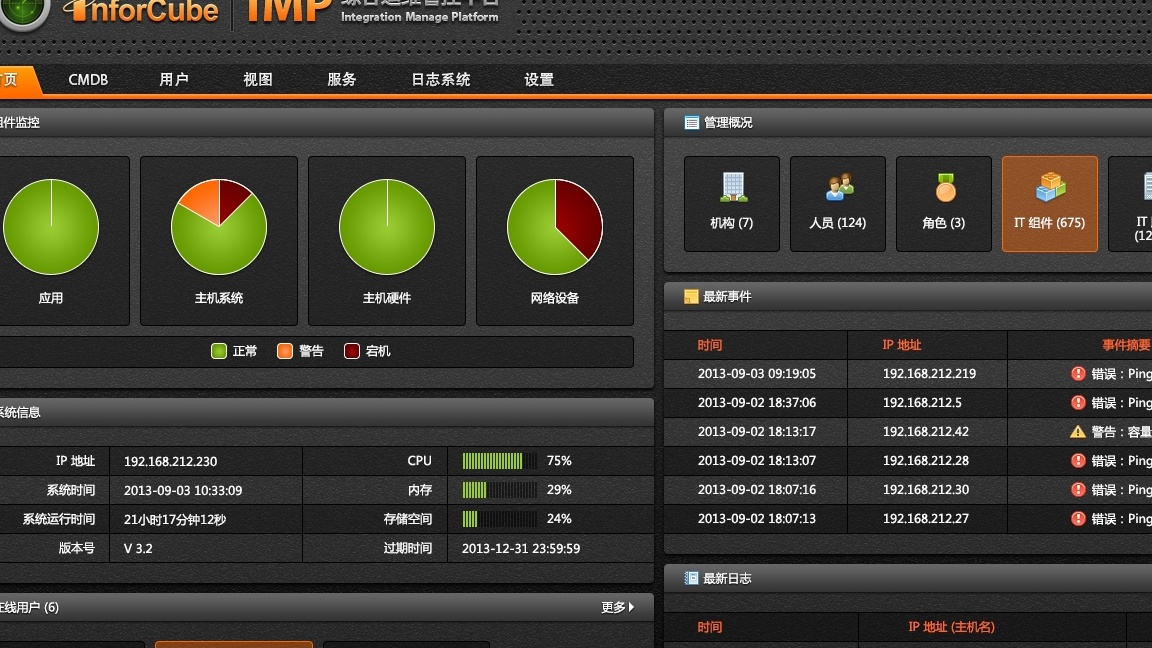 InforCube
IMP
Integration Manage Platform
页 CMDB 用户 视图 服务 日志系统 设置
件监控
应用 主机系统 主机硬件 网络设备
正常 警告 宕机
管理概况
机构 (7) 人员 (124) 角色 (3) IT 组件 (675) IT
(12
最新事件
时间 IP 地址 事件摘要
2013-09-03 09:19:05 192.168.212.219 错误：Ping
2013-09-02 18:37:06 192.168.212.5 错误：Ping
2013-09-02 18:13:17 192.168.212.42 警告：容量
2013-09-02 18:13:07 192.168.212.28 错误：Ping
2013-09-02 18:07:16 192.168.212.30 错误：Ping
2013-09-02 18:07:13 192.168.212.27 错误：Ping
系统信息
IP 地址 192.168.212.230 CPU 75%
系统时间 2013-09-03 10:33:09 内存 29%
系统运行时间 21小时17分钟12秒 存储空间 24%
版本号 V 3.2 过期时间 2013-12-31 23:59:59
在线用户 (6) 更多
最新日志
时间 IP 地址 (主机名)